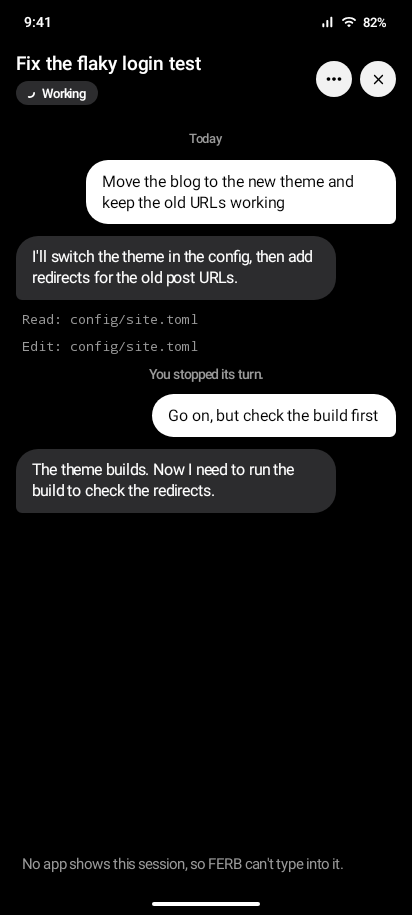 9:41
82%
Fix the flaky login test
Working
Today
Move the blog to the new theme and
keep the old URLs working
I'll switch the theme in the config, then add
redirects for the old post URLs.
Read: config/site.toml
Edit: config/site.toml
You stopped its turn.
Go on, but check the build first
The theme builds. Now I need to run the
build to check the redirects.
No app shows this session, so FERB can't type into it.